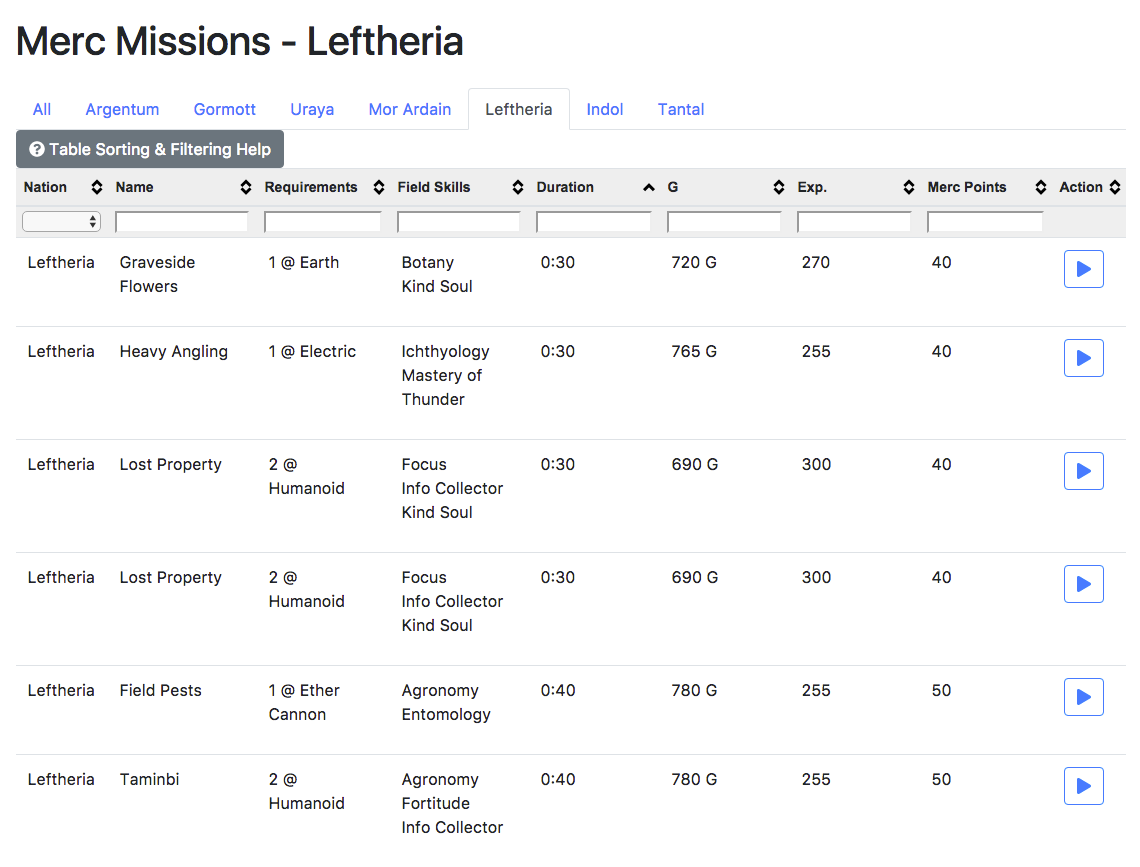 Merc Missions - Leftheria
All Argentum Gormott Uraya Mor Ardain Leftheria Indol Tantal
Table Sorting & Filtering Help
Nation Name Requirements Field Skills Duration G Exp. Merc Points Action
Leftheria Graveside 1 @ Earth Botany 0:30 720 G 270 40
Flowers Kind Soul
Leftheria Heavy Angling 1 @ Electric Ichthyology 0:30 765 G 255 40
Mastery of
Thunder
Leftheria Lost Property 2 @ Focus 0:30 690 G 300 40
Humanoid Info Collector
Kind Soul
Leftheria Lost Property 2 @ Focus 0:30 690 G 300 40
Humanoid Info Collector
Kind Soul
Leftheria Field Pests 1 @ Ether Agronomy 0:40 780 G 255 50
Cannon Entomology
Leftheria Taminbi 2 @ Agronomy 0:40 780 G 255 50
Humanoid Fortitude
Info Collector